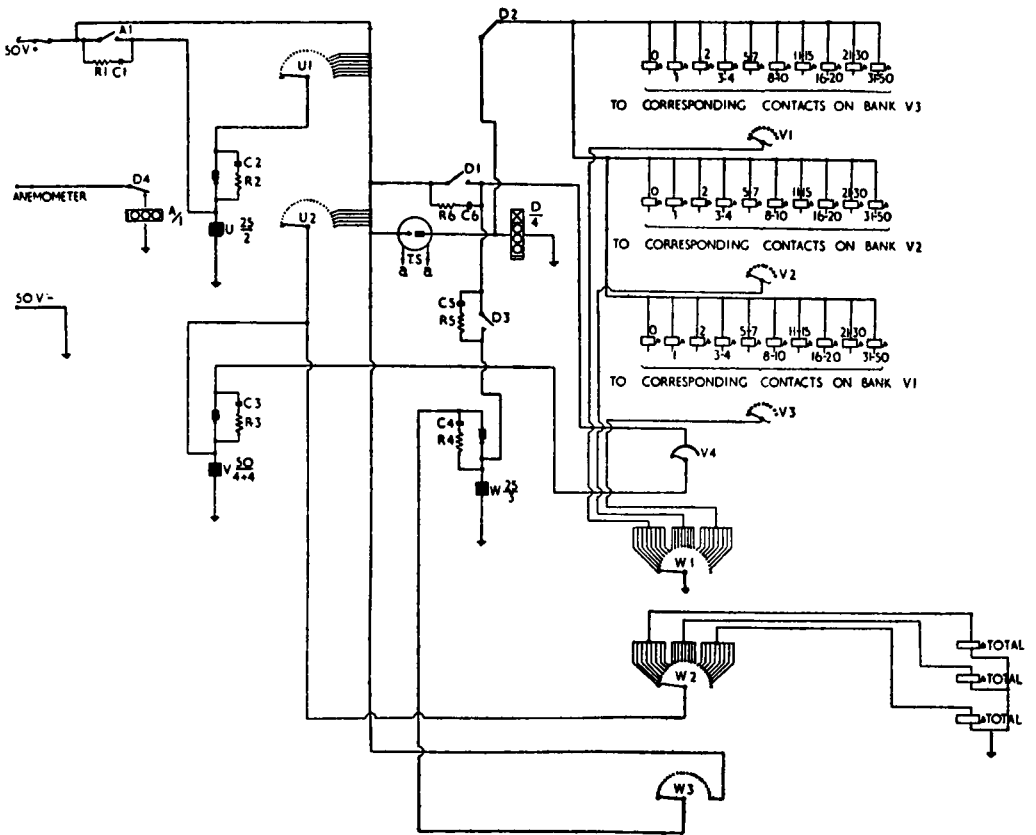 50V+
A1
R1 C1
U1
D2
0 1 2 3-4 5-7 8-10 11-15 16-20 21-30 31-50
TO CORRESPONDING CONTACTS ON BANK V3
V1
C2
R2
D4
ANEMOMETER
A/1
U 25/2
U2
D1
R6 C6
D/4
TS
a a
0 1 2 3-4 5-7 8-10 11-15 16-20 21-30 31-50
TO CORRESPONDING CONTACTS ON BANK V2
V2
50V-
C5
R5
D3
0 1 2 3-4 5-7 8-10 11-15 16-20 21-30 31-50
TO CORRESPONDING CONTACTS ON BANK V1
V3
C3
R3
C4
R4
V4
V 50/4+4
W 25/3
W1
W2
TOTAL
TOTAL
TOTAL
W3